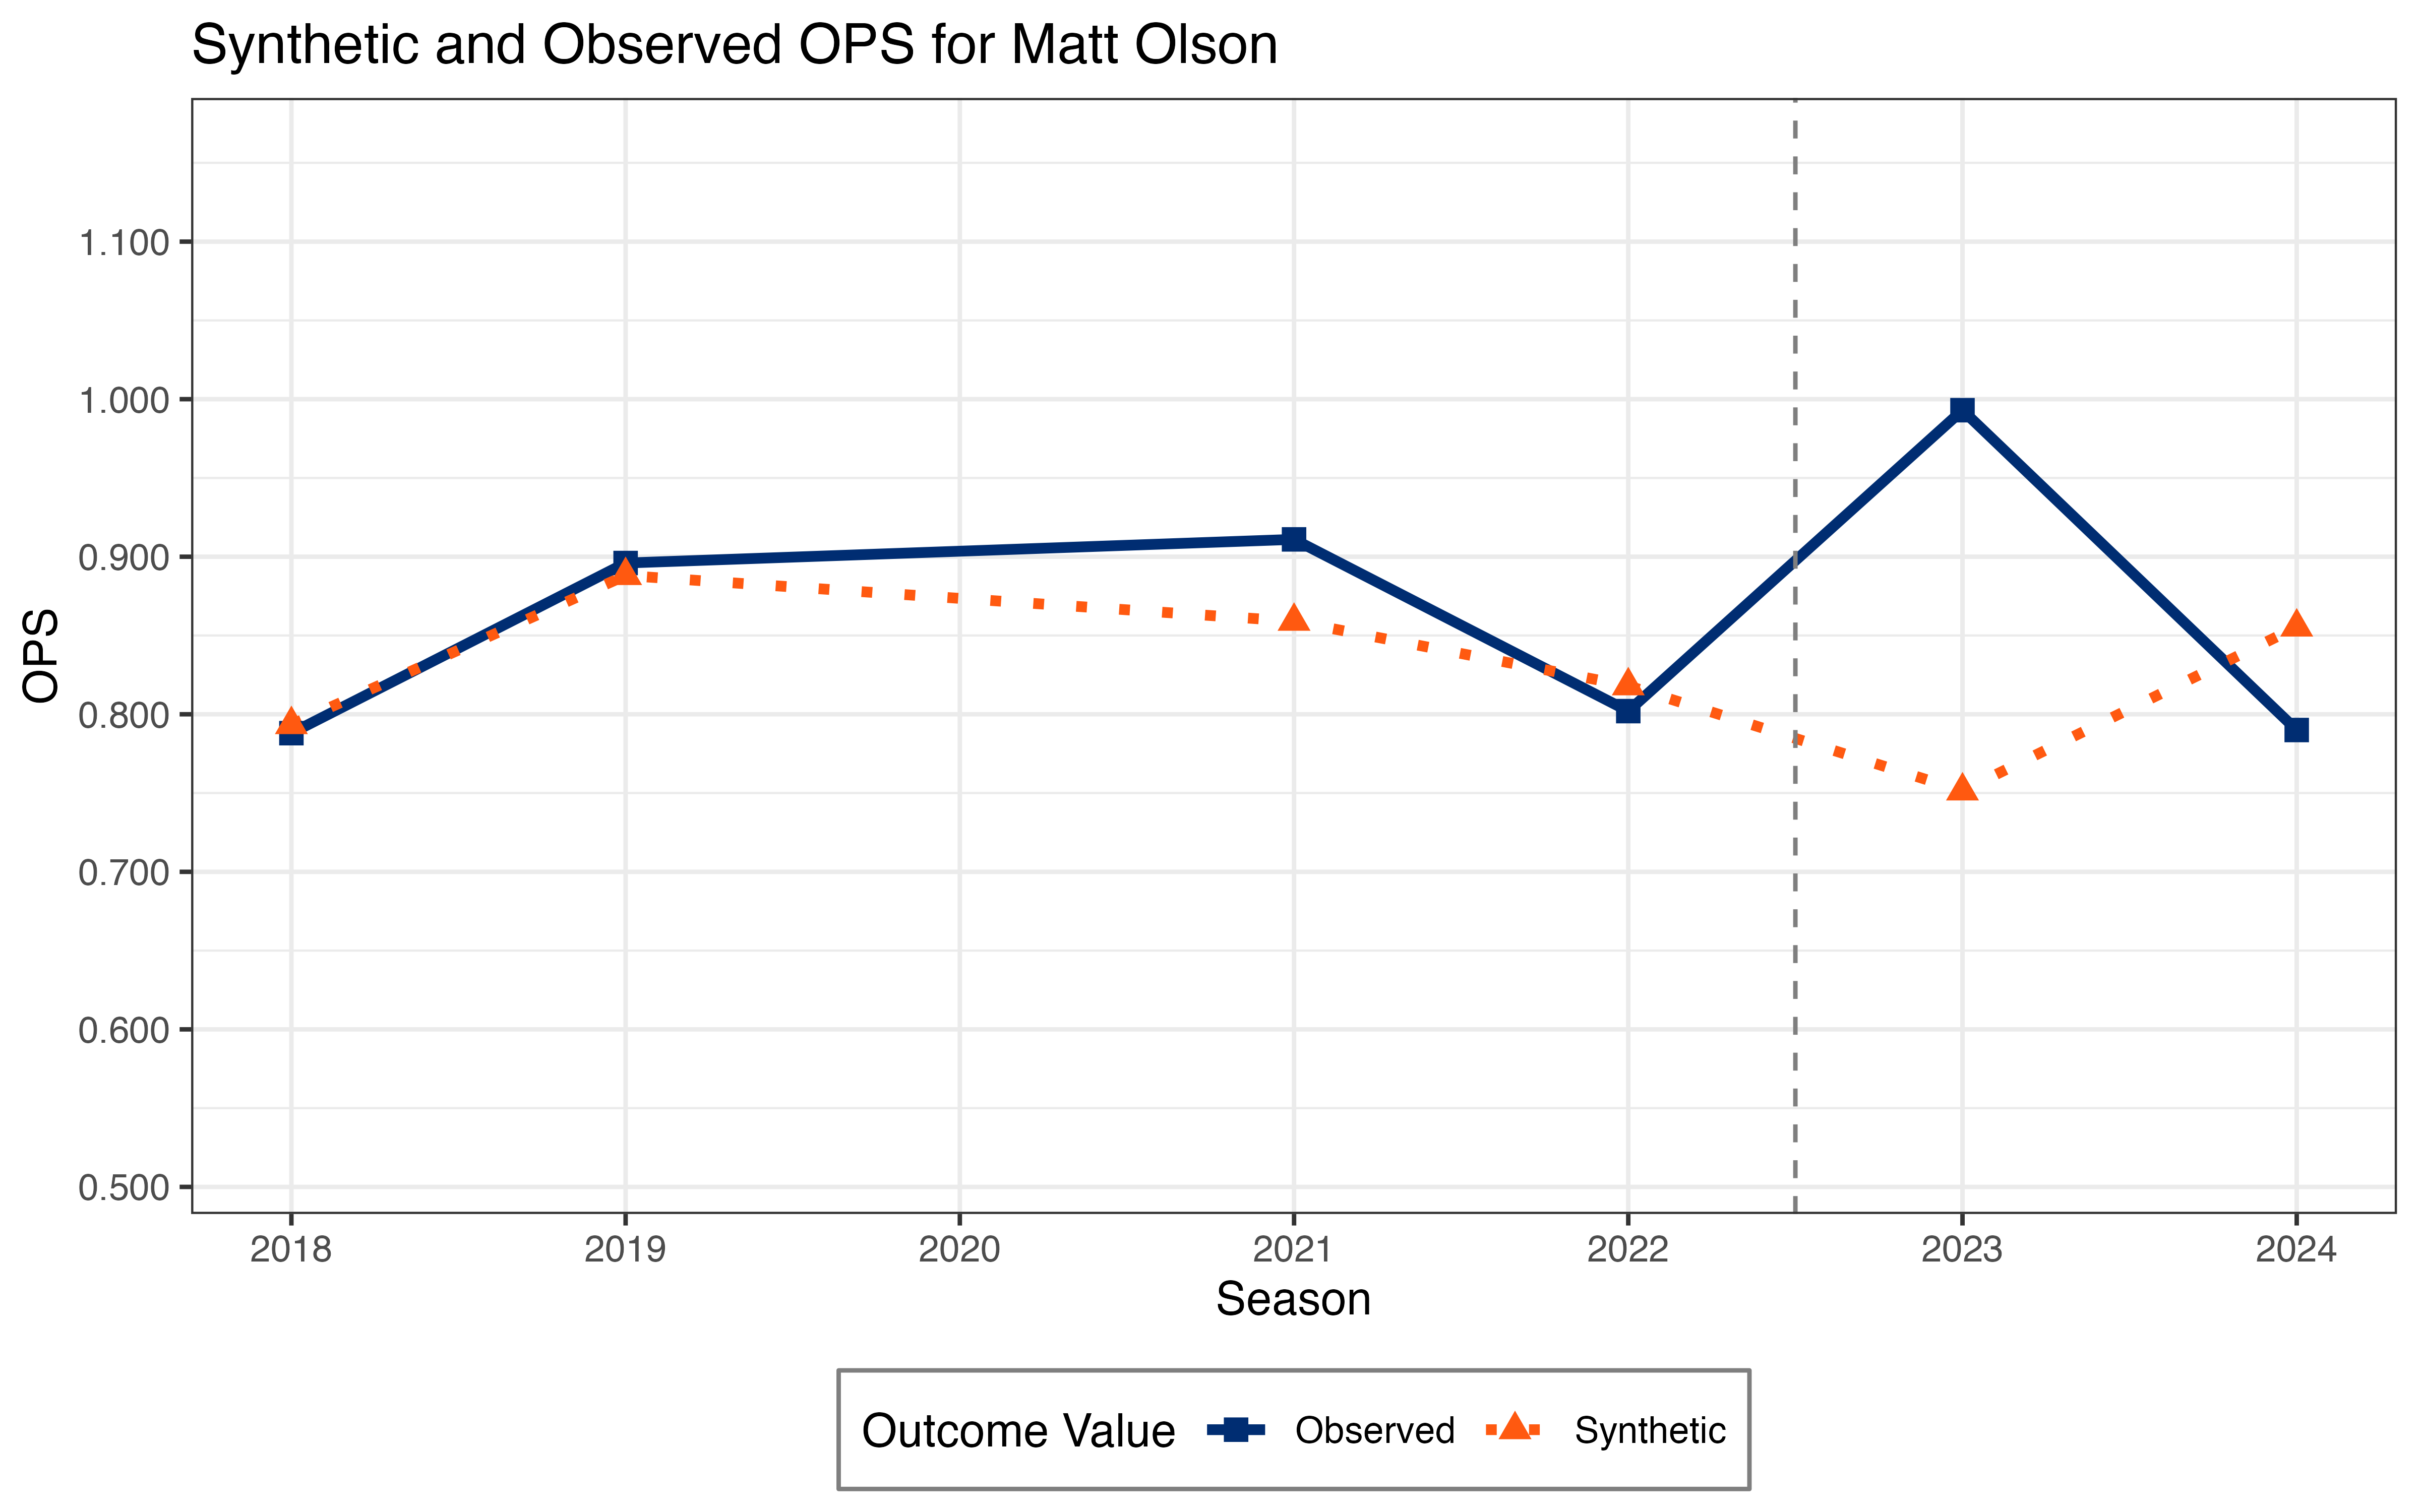 Synthetic and Observed OPS for Matt Olson
1.100
1.000
0.900
0.800
0.700
0.600
0.500
OPS
2018 2019 2020 2021 2022 2023 2024
Season
Outcome Value Observed Synthetic